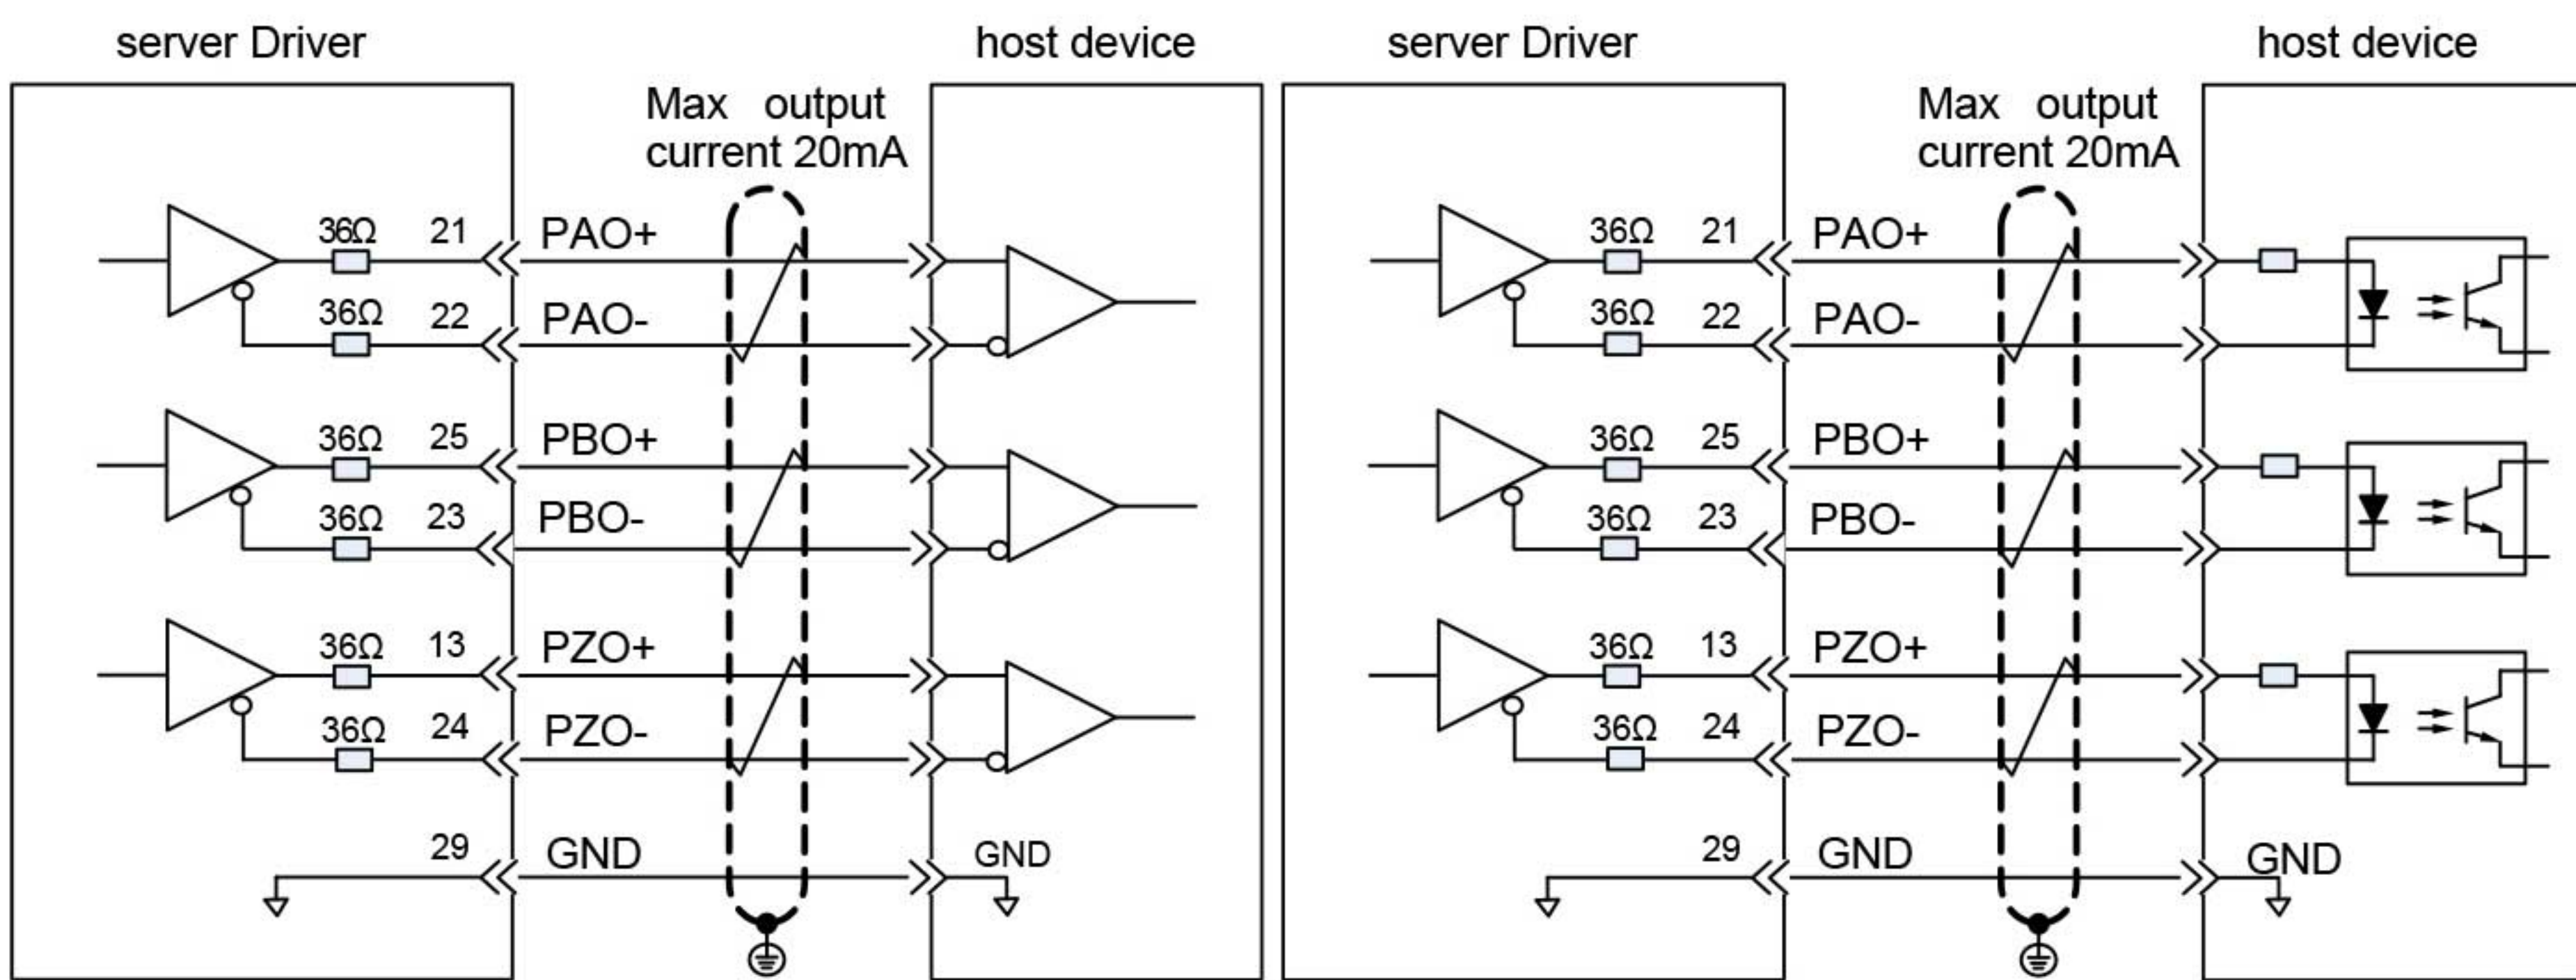 server Driver
host device
Max output
current 20mA
36Ω 21 PAO+
36Ω 22 PAO-
36Ω 25 PBO+
36Ω 23 PBO-
36Ω 13 PZO+
36Ω 24 PZO-
29 GND
GND
server Driver
host device
Max output
current 20mA
36Ω 21 PAO+
36Ω 22 PAO-
36Ω 25 PBO+
36Ω 23 PBO-
36Ω 13 PZO+
36Ω 24 PZO-
29 GND
GND